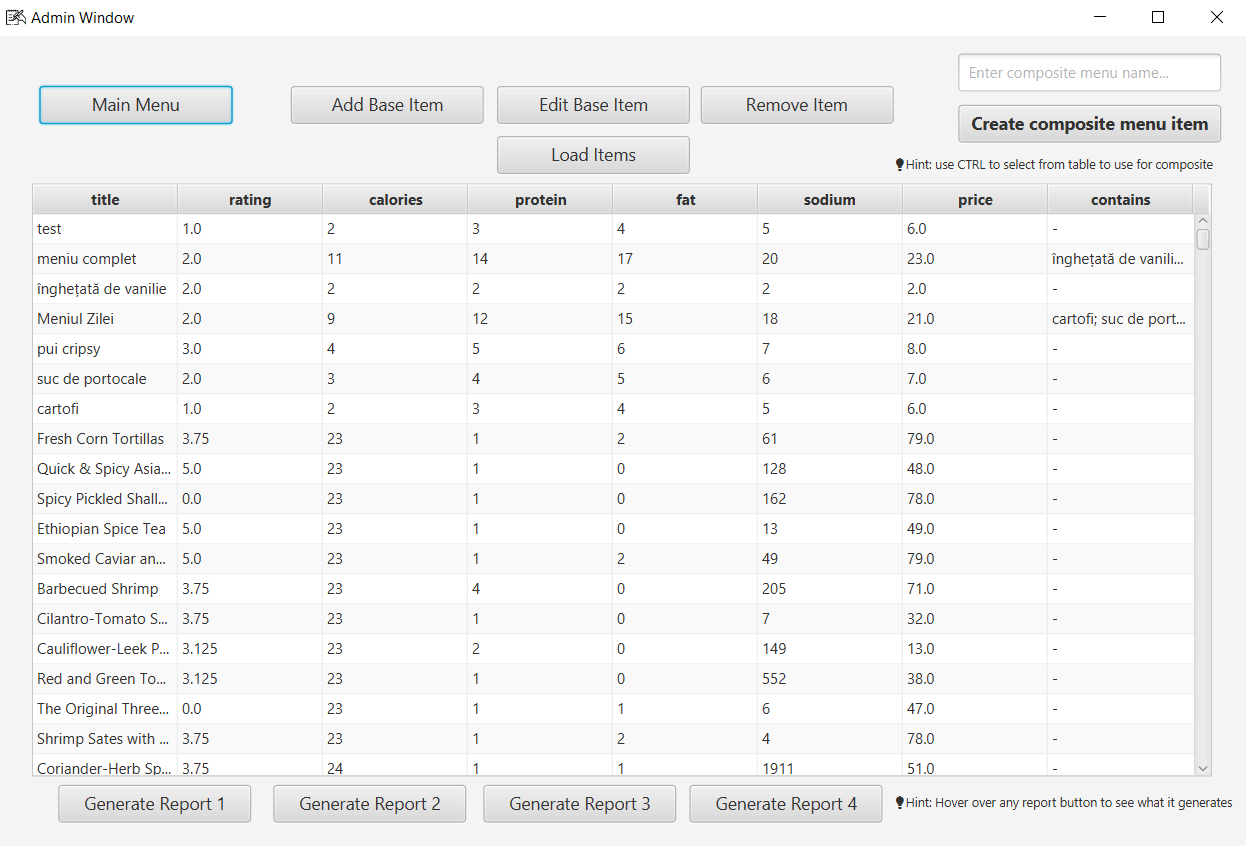 Admin Window
Enter composite menu name...
Main Menu Add Base Item Edit Base Item Remove Item
Create composite menu item
Load Items
Hint: use CTRL to select from table to use for composite
title rating calories protein fat sodium price contains
test 1.0 2 3 4 5 6.0 -
meniu complet 2.0 11 14 17 20 23.0 înghețată de vanili...
înghețată de vanilie 2.0 2 2 2 2 2.0 -
Meniul Zilei 2.0 9 12 15 18 21.0 cartofi; suc de port...
pui cripsy 3.0 4 5 6 7 8.0 -
suc de portocale 2.0 3 4 5 6 7.0 -
cartofi 1.0 2 3 4 5 6.0 -
Fresh Corn Tortillas 3.75 23 1 2 61 79.0 -
Quick & Spicy Asia... 5.0 23 1 0 128 48.0 -
Spicy Pickled Shall... 0.0 23 1 0 162 78.0 -
Ethiopian Spice Tea 5.0 23 1 0 13 49.0 -
Smoked Caviar an... 5.0 23 1 2 49 79.0 -
Barbecued Shrimp 3.75 23 4 0 205 71.0 -
Cilantro-Tomato S... 3.75 23 1 0 7 32.0 -
Cauliflower-Leek P... 3.125 23 2 0 149 13.0 -
Red and Green To... 3.125 23 1 0 552 38.0 -
The Original Three... 0.0 23 1 1 6 47.0 -
Shrimp Sates with ... 3.75 23 1 2 4 78.0 -
Coriander-Herb Sp... 3.75 24 1 1 1911 51.0 -
Generate Report 1 Generate Report 2 Generate Report 3 Generate Report 4 Hint: Hover over any report button to see what it generates